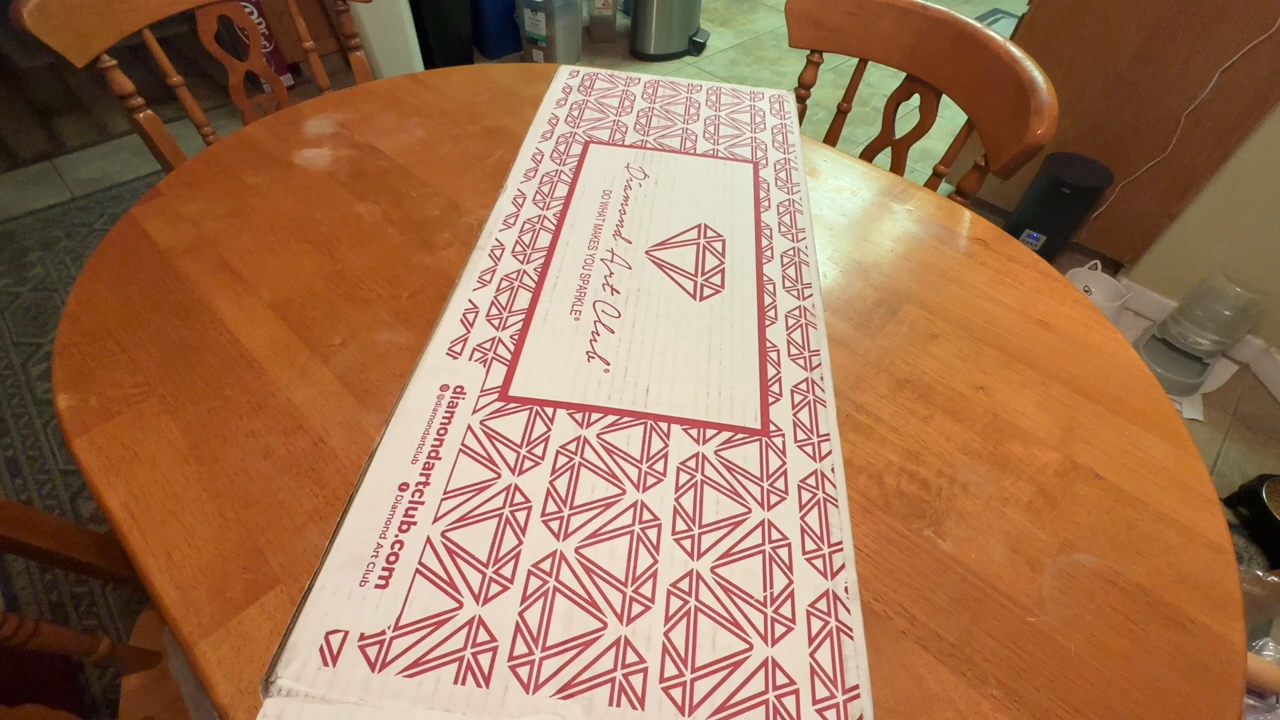 Diamond Art Club®
DO WHAT MAKES YOU SPARKLE®
diamondartclub.com
@diamondartclub
Diamond Art Club